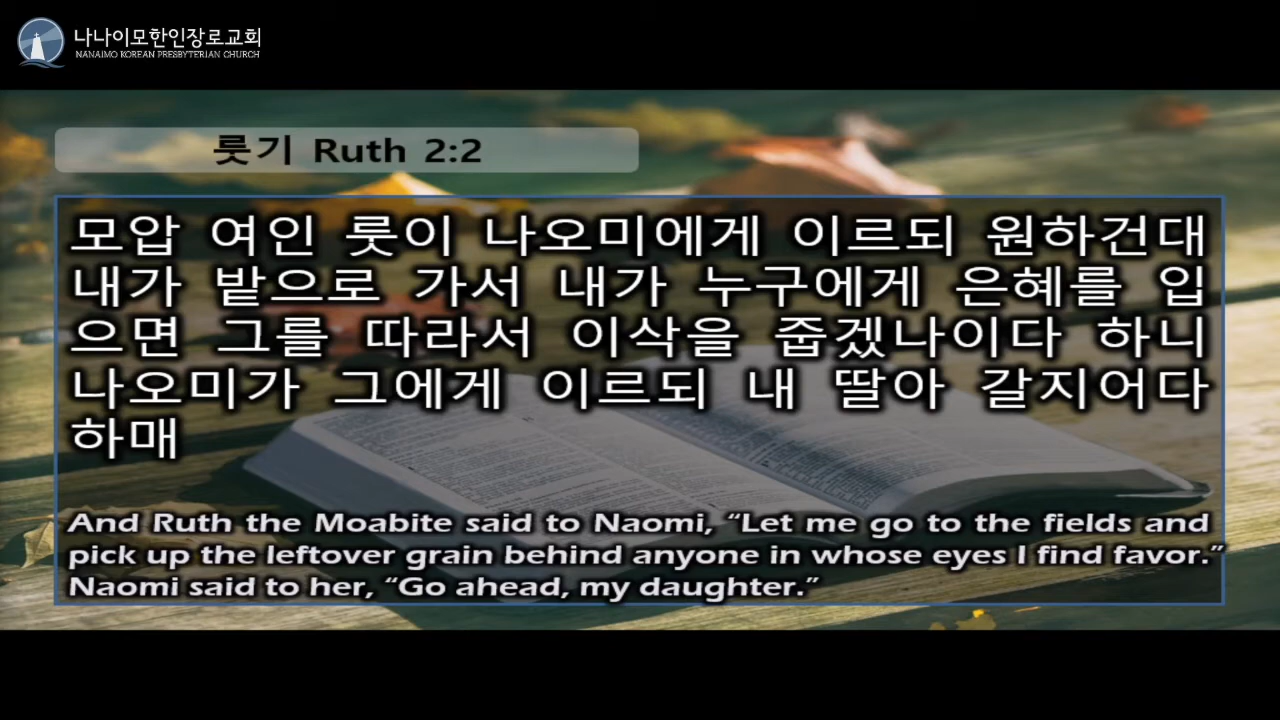 나나이모한인장로교회
NANAIMO KOREAN PRESBYTERIAN CHURCH
룻기 Ruth 2:2
모압 여인 룻이 나오미에게 이르되 원하건대
내가 밭으로 가서 내가 누구에게 은혜를 입
으면 그를 따라서 이삭을 줍겠나이다 하니
나오미가 그에게 이르되 내 딸아 갈지어다
하매
And Ruth the Moabite said to Naomi, “Let me go to the fields and
pick up the leftover grain behind anyone in whose eyes I find favor.”
Naomi said to her, “Go ahead, my daughter.”